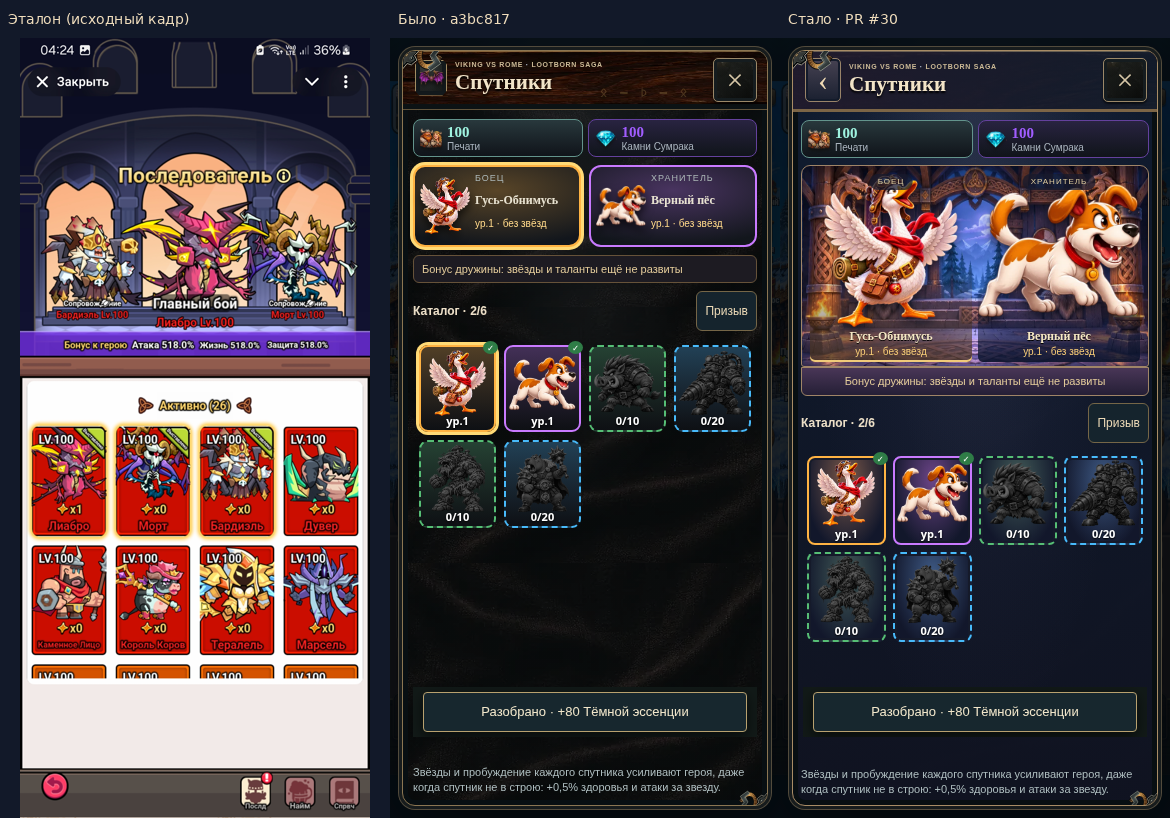 Эталон (исходный кадр)
04:24
36%
Закрыть
Последователь
Сопровождение
Бардиэль Lv.100
Главный бой
Лиабро Lv.100
Сопровождение
Морт Lv.100
Бонус к герою Атака 518.0% Жизнь 518.0% Защита 518.0%
Активно (26)
LV.100 LV.100 LV.100 LV.100
x1 x0 x0 x0
Лиабро Морт Бардиэль Дувер
LV.100 LV.100 LV.100 LV.100
x0 x0 x0 x0
Каменное Лицо Король Коров Тералель Марсель
LV.100 LV.100 LV.100 LV.100
Послд Найм Спрвч
Было · a3bc817
VIKING VS ROME · LOOTBORN SAGA
Спутники
100
Печати
100
Камни Сумрака
БОЕЦ
Гусь-Обнимусь
ур.1 · без звёзд
ХРАНИТЕЛЬ
Верный пёс
ур.1 · без звёзд
Бонус дружины: звёзды и таланты ещё не развиты
Каталог · 2/6
Призыв
ур.1 ур.1 0/10 0/20
0/10 0/20
Разобрано · +80 Тёмной эссенции
Звёзды и пробуждение каждого спутника усиливают героя, даже
когда спутник не в строю: +0,5% здоровья и атаки за звезду.
Стало · PR #30
VIKING VS ROME · LOOTBORN SAGA
Спутники
100
Печати
100
Камни Сумрака
БОЕЦ
ХРАНИТЕЛЬ
Гусь-Обнимусь
ур.1 · без звёзд
Верный пёс
ур.1 · без звёзд
Бонус дружины: звёзды и таланты ещё не развиты
Каталог · 2/6
Призыв
ур.1 ур.1 0/10 0/20
0/10 0/20
Разобрано · +80 Тёмной эссенции
Звёзды и пробуждение каждого спутника усиливают героя, даже
когда спутник не в строю: +0,5% здоровья и атаки за звезду.